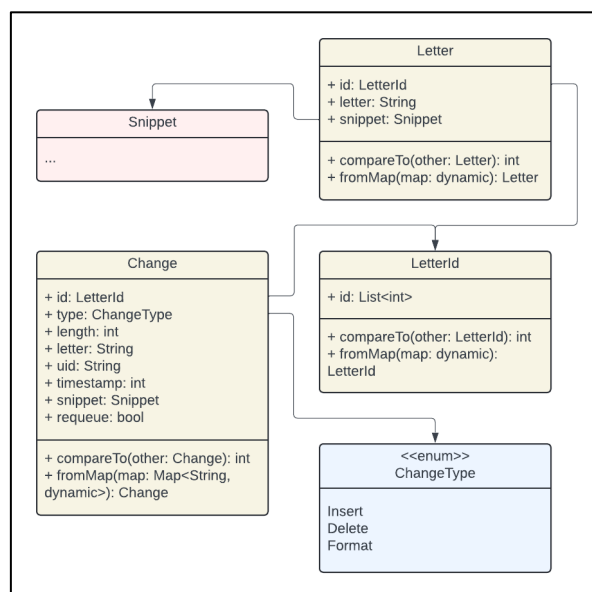 Letter
+ id: LetterId
+ letter: String
+ snippet: Snippet
+ compareTo(other: Letter): int
+ fromMap(map: dynamic): Letter
Snippet
...
Change
+ id: LetterId
+ type: ChangeType
+ length: int
+ letter: String
+ uid: String
+ timestamp: int
+ snippet: Snippet
+ requeue: bool
+ compareTo(other: Change): int
+ fromMap(map: Map<String,
dynamic>): Change
LetterId
+ id: List<int>
+ compareTo(other: LetterId): int
+ fromMap(map: dynamic):
LetterId
<<enum>>
ChangeType
Insert
Delete
Format